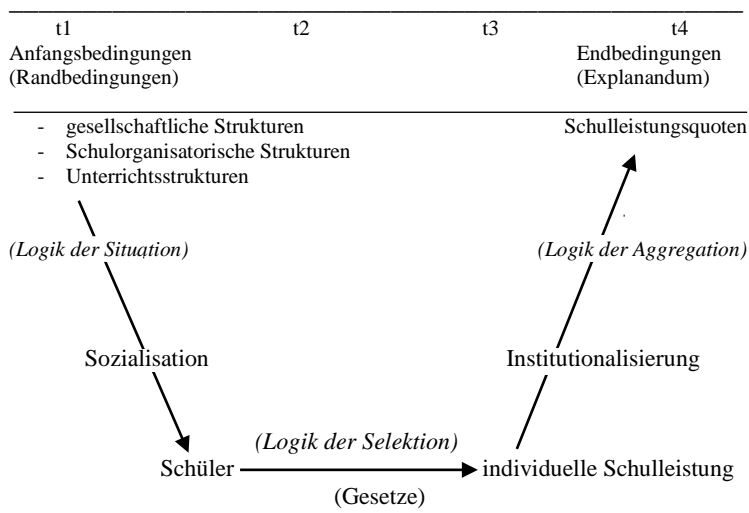 t1 t2 t3 t4
Anfangsbedingungen Endbedingungen
(Randbedingungen) (Explanandum)
- gesellschaftliche Strukturen Schulleistungsquoten
- Schulorganisatorische Strukturen
- Unterrichtsstrukturen
(Logik der Situation) (Logik der Aggregation)
Sozialisation Institutionalisierung
(Logik der Selektion)
Schüler individuelle Schulleistung
(Gesetze)